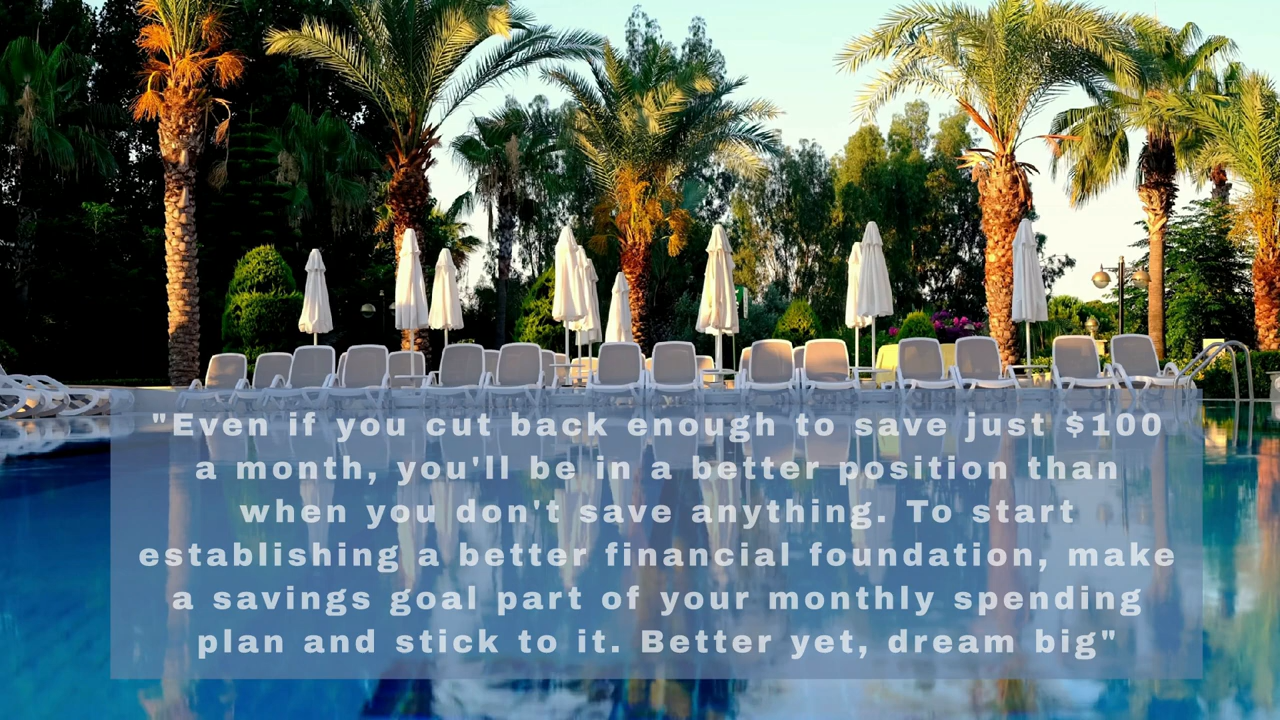 "Even if you cut back enough to save just $100
a month, you'll be in a better position than
when you don't save anything. To start
establishing a better financial foundation, make
a savings goal part of your monthly spending
plan and stick to it. Better yet, dream big"